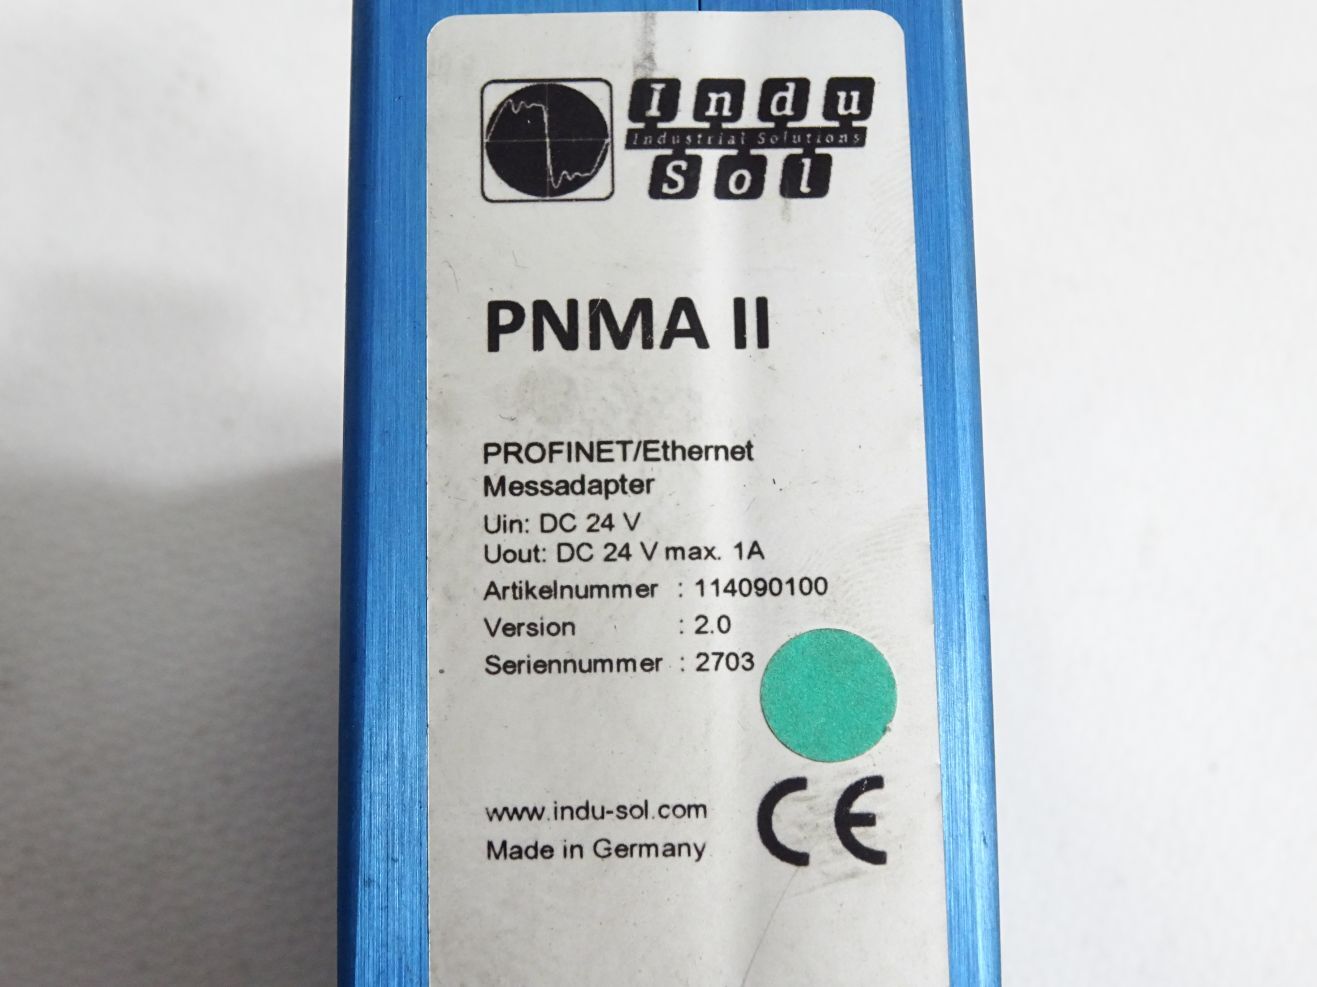 Indu
Industrial Solutions
Sol
PNMA II
PROFINET/Ethernet
Messadapter
Uin: DC 24 V
Uout: DC 24 V max. 1A
Artikelnummer : 114090100
Version : 2.0
Seriennummer : 2703
www.indu-sol.com
Made in Germany
CE